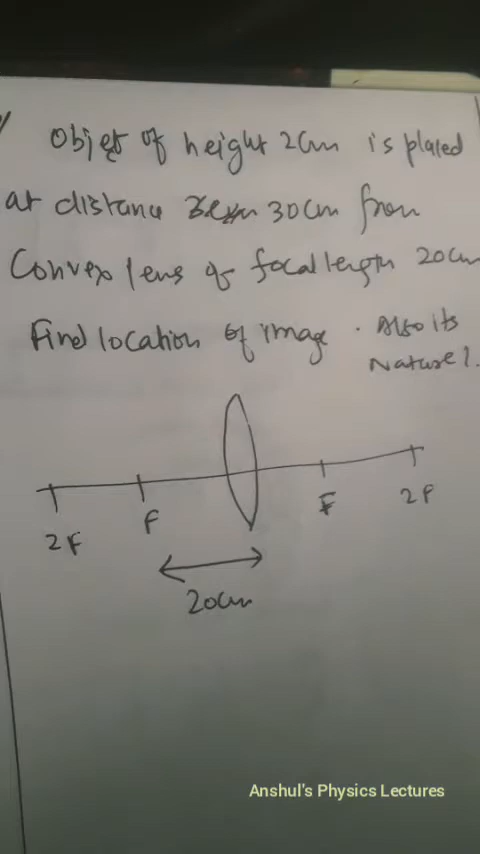 Object of height 2cm is placed
at distance 30cm from
Convex lens of focal length 20cm
Find location of image. Also its
Nature?.
2F
F
F
2F
20cm
Anshul's Physics Lectures